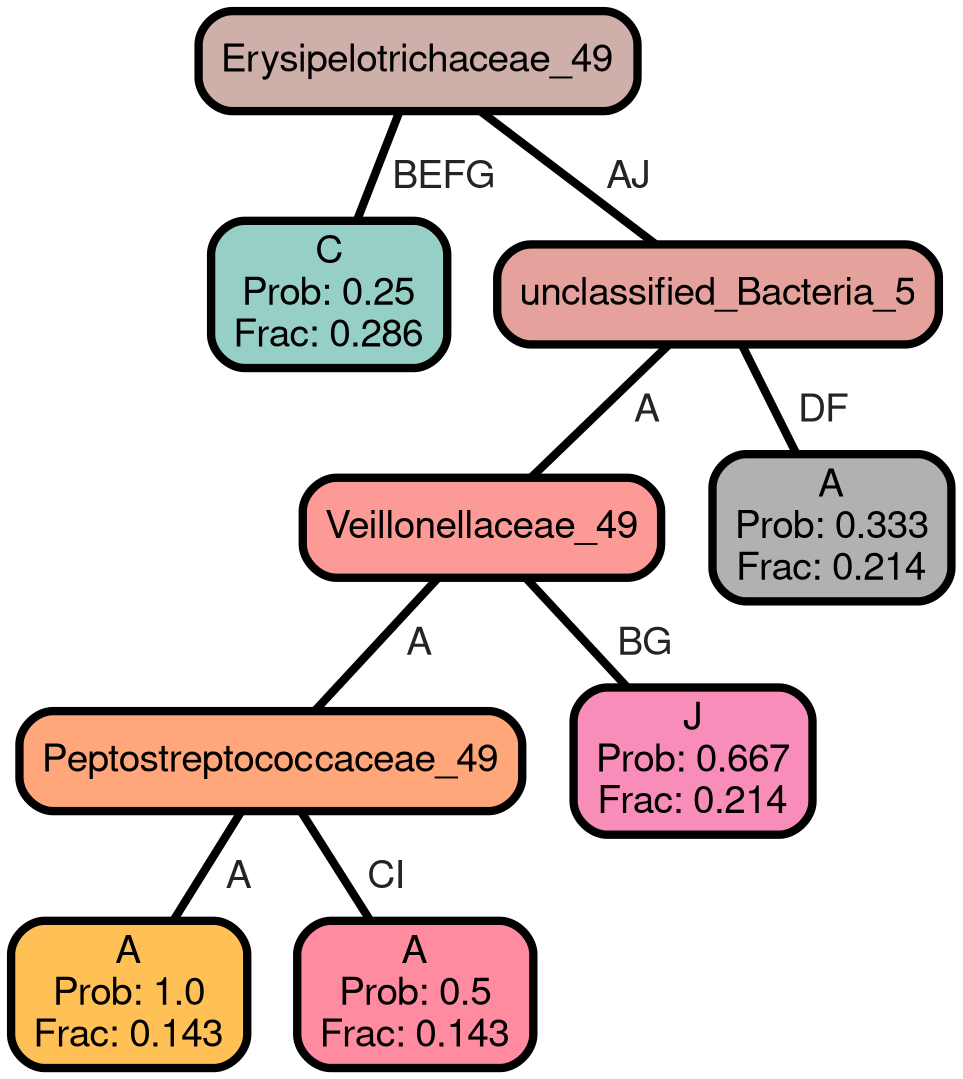 Erysipelotrichaceae_49
BEFG
AJ
C
Prob: 0.25
Frac: 0.286
unclassified_Bacteria_5
A
DF
Veillonellaceae_49
A
Prob: 0.333
Frac: 0.214
A
BG
Peptostreptococcaceae_49
J
Prob: 0.667
Frac: 0.214
A
CI
A
Prob: 1.0
Frac: 0.143
A
Prob: 0.5
Frac: 0.143